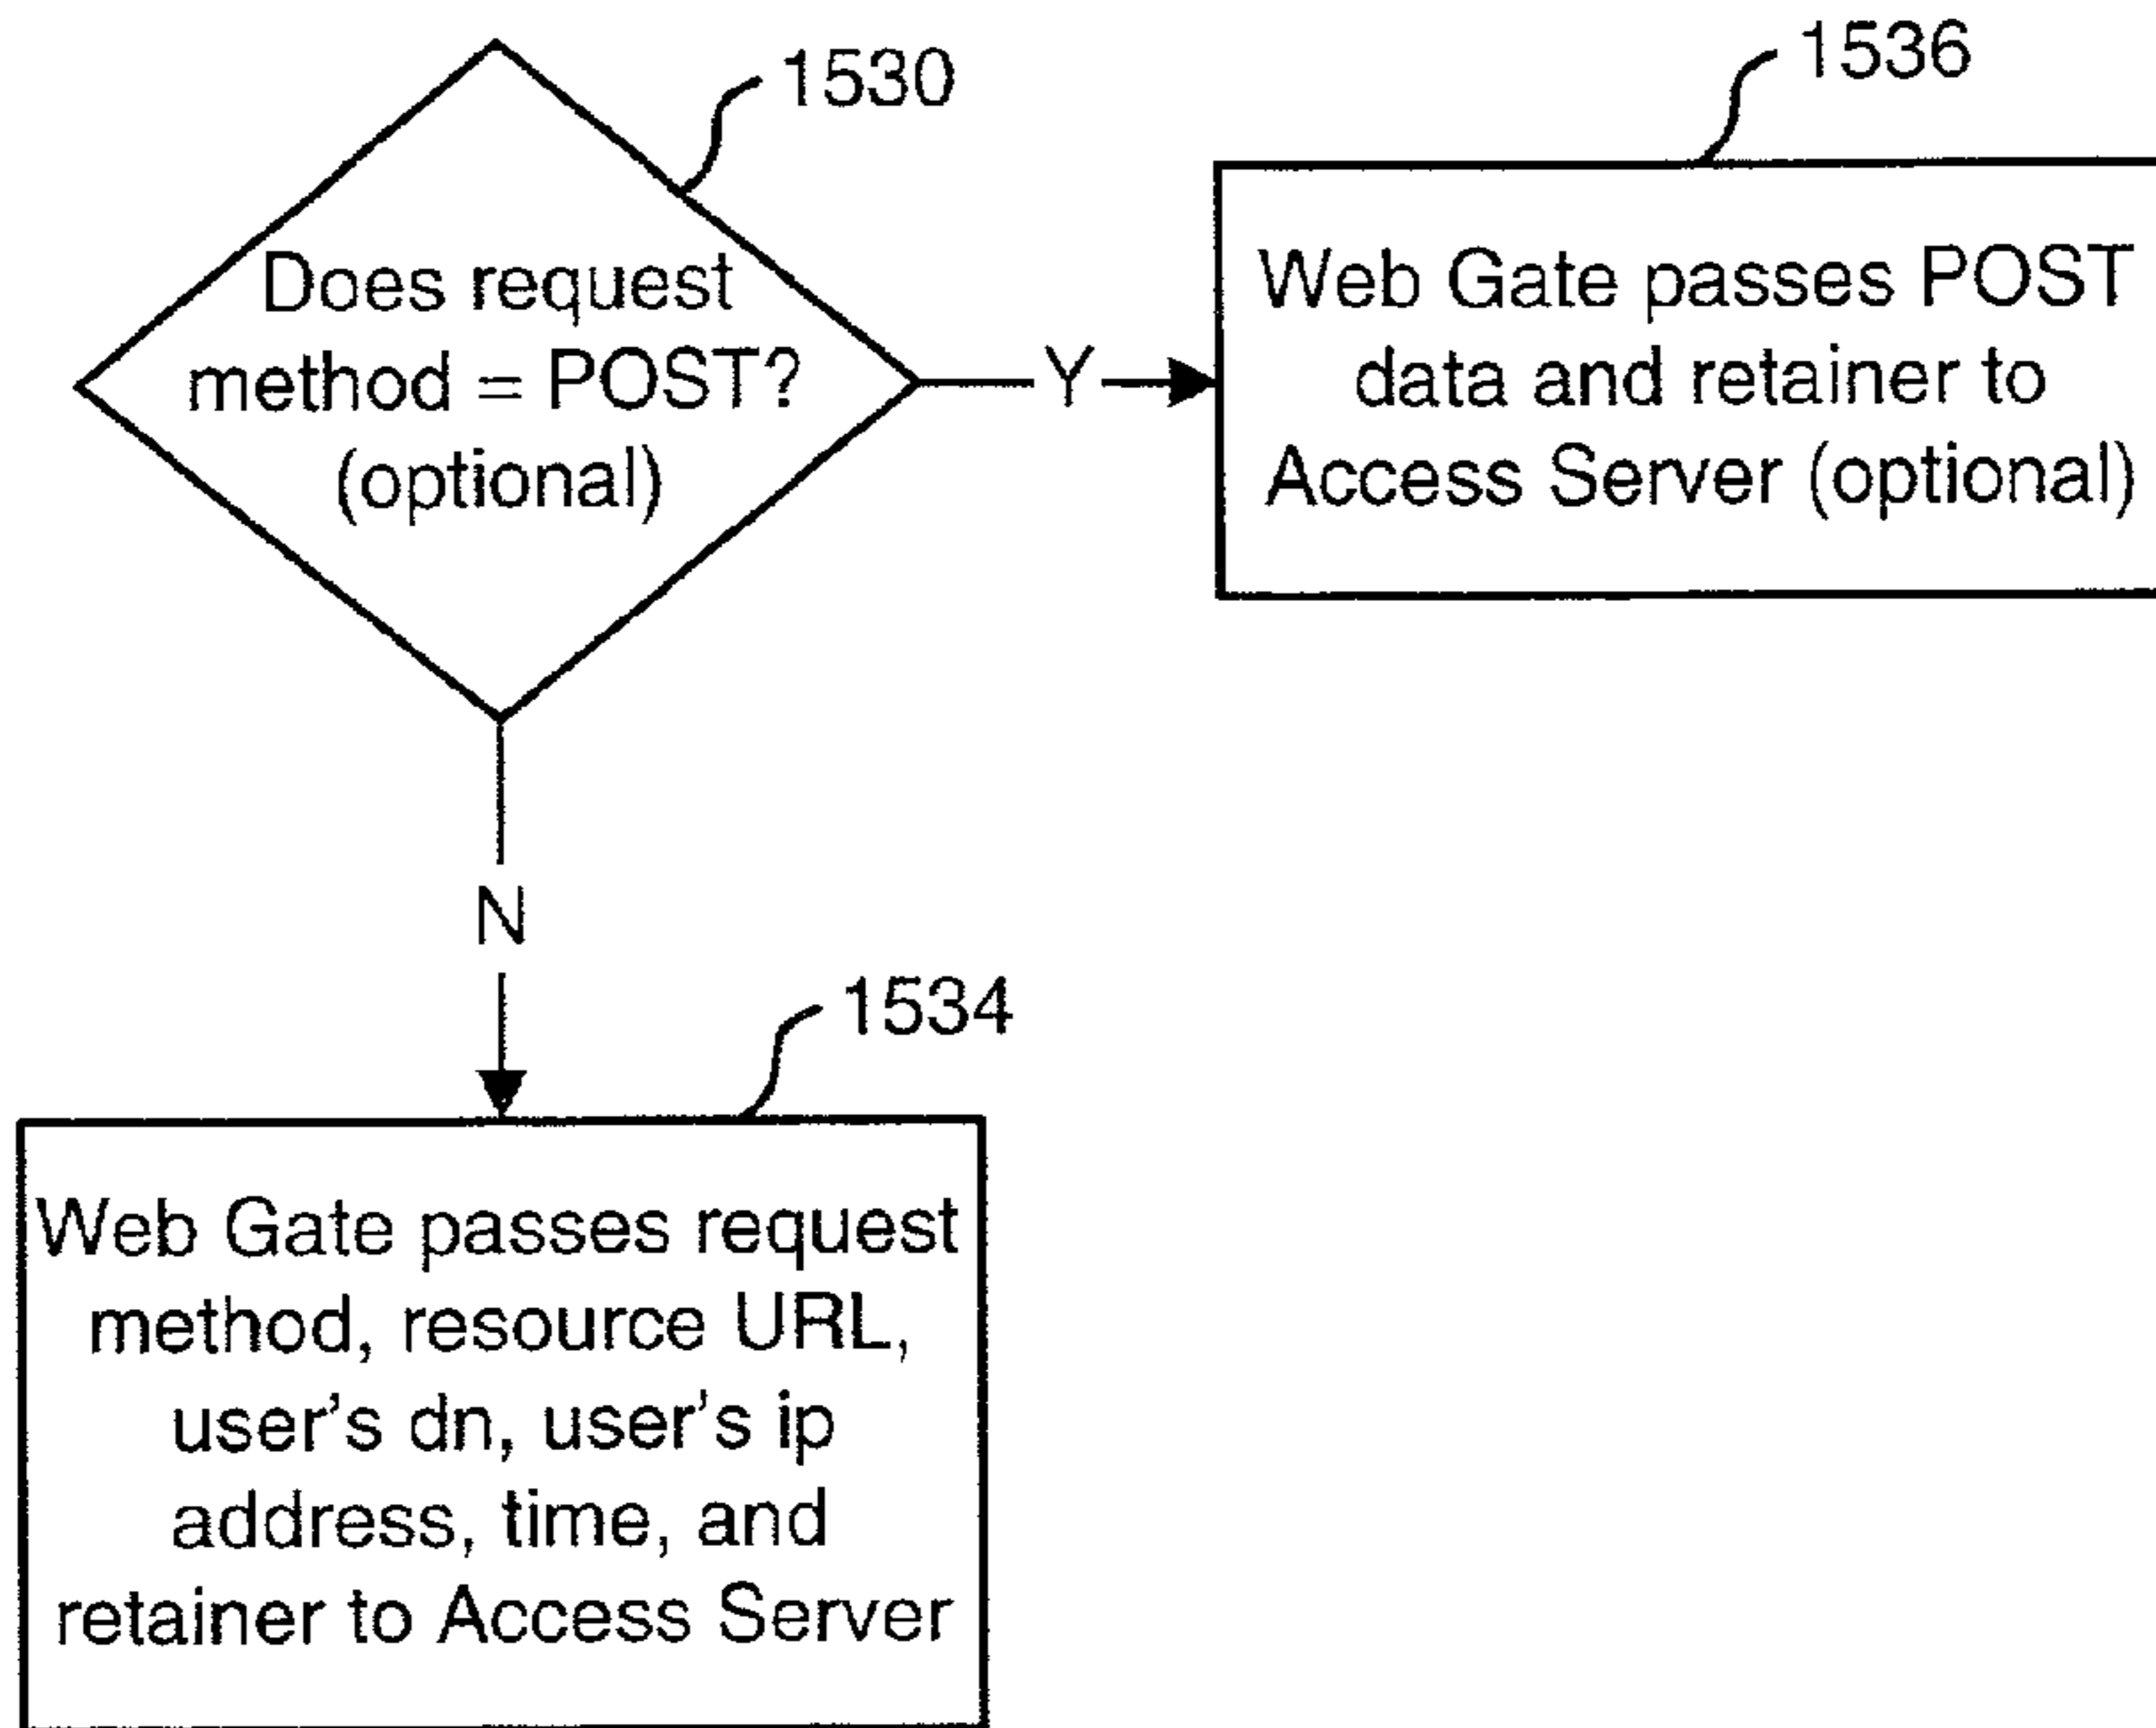 1530
Does request
method = POST?
(optional)
Y
1536
Web Gate passes POST
data and retainer to
Access Server (optional)
N
1534
Web Gate passes request
method, resource URL,
user's dn, user's ip
address, time, and
retainer to Access Server